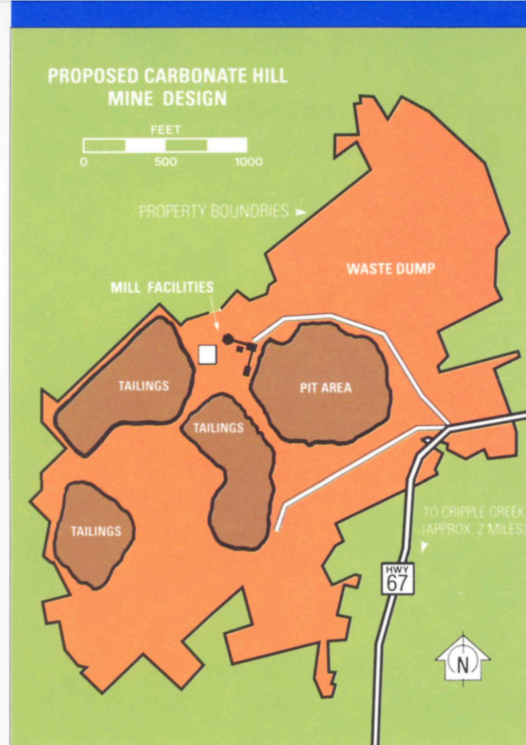 PROPOSED CARBONATE HILL
MINE DESIGN
FEET
0 500 1000
PROPERTY BOUNDRIES
WASTE DUMP
MILL FACILITIES
TAILINGS
PIT AREA
TAILINGS
TAILINGS
TO CRIPPLE CREEK
(APPROX. 2 MILES)
HWY
67
N